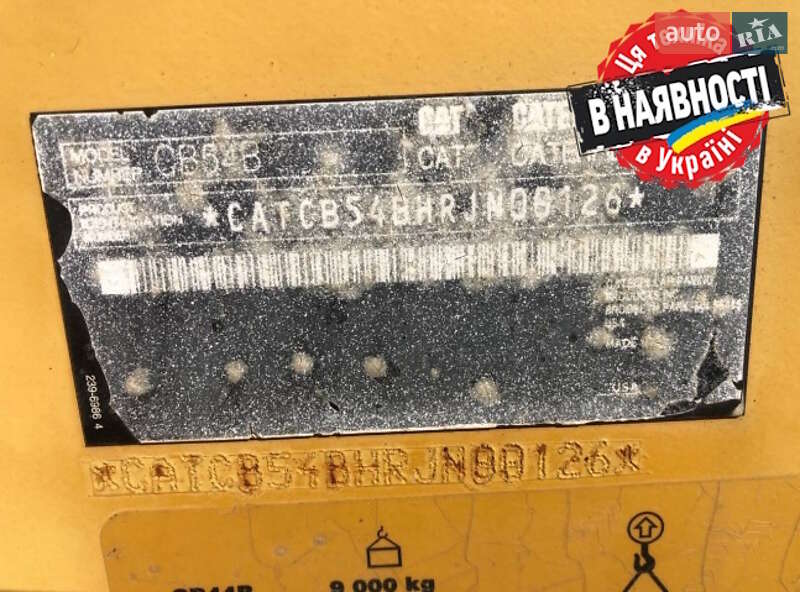 auto RIA
Ця техніка
В НАЯВНОСТІ
в Україні
CAT
MODEL NUMBER CB54B CAT
PRODUCT IDENTIFICATION NUMBER *CATCB54BHRJN00126*
MADE
USA
239-6986 4
*CATCB54BHRJN00126*
9 000 kg